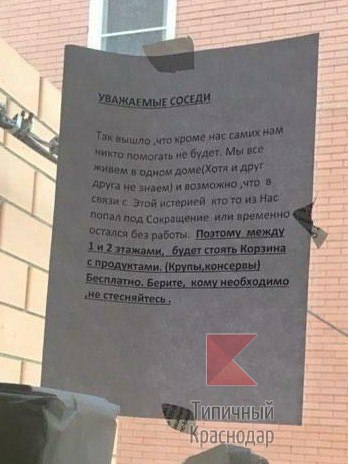 УВАЖАЕМЫЕ СОСЕДИ
Так вышло ,что кроме нас самих нам
никто помогать не будет. Мы все
живем в одном доме(Хотя и друг
друга не знаем) и возможно ,что в
связи с Этой истерией кто то из Нас
попал под Сокращение или временно
остался без работы. Поэтому между
1 и 2 этажами, будет стоять Корзина
с продуктами. (Крупы,консервы)
Бесплатно. Берите, кому необходимо
,не стесняйтесь .
Типичный
Краснодар